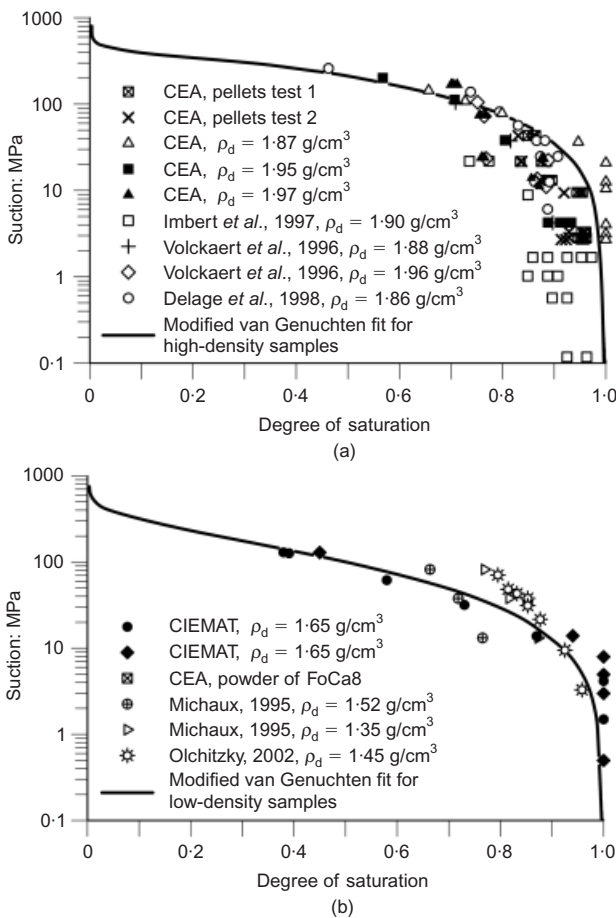 1000
100
10
1
0·1
Suction: MPa
CEA, pellets test 1
CEA, pellets test 2
CEA, ρd = 1·87 g/cm³
CEA, ρd = 1·95 g/cm³
CEA, ρd = 1·97 g/cm³
Imbert et al., 1997, ρd = 1·90 g/cm³
Volckaert et al., 1996, ρd = 1·88 g/cm³
Volckaert et al., 1996, ρd = 1·96 g/cm³
Delage et al., 1998, ρd = 1·86 g/cm³
Modified van Genuchten fit for
high-density samples
0 0·2 0·4 0·6 0·8 1·0
Degree of saturation
(a)
1000
100
10
1
0·1
Suction: MPa
CIEMAT, ρd = 1·65 g/cm³
CIEMAT, ρd = 1·65 g/cm³
CEA, powder of FoCa8
Michaux, 1995, ρd = 1·52 g/cm³
Michaux, 1995, ρd = 1·35 g/cm³
Olchitzky, 2002, ρd = 1·45 g/cm³
Modified van Genuchten fit for
low-density samples
0 0·2 0·4 0·6 0·8 1·0
Degree of saturation
(b)